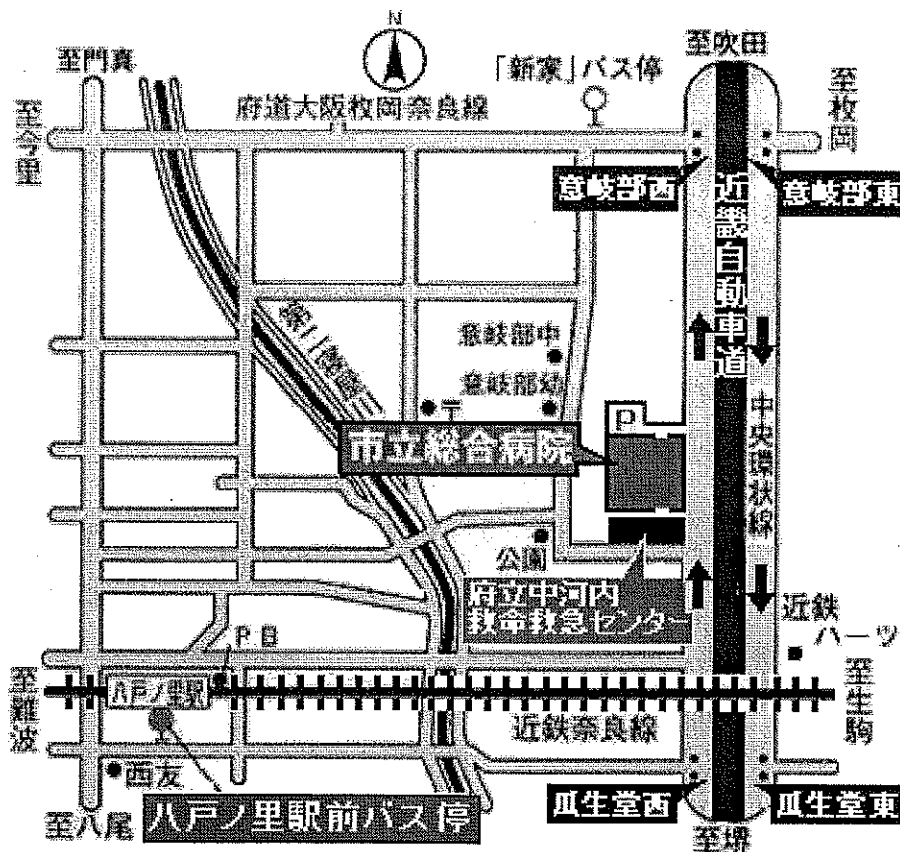 N
至吹田
至門真
「新家」バス停
至枚岡
至今里
府道大阪枚岡奈良線
意岐部西
意岐部東
近畿自動車道
第二寝屋川
意岐部中
意岐部幼
〒
P
市立総合病院
中央環状線
公園
府立中河内
救命救急センター
近鉄
ハーツ
P.B
至難波
八戸ノ里駅
至生駒
近鉄奈良線
西友
八戸ノ里駅前バス停
瓜生堂西
瓜生堂東
至八尾
至堺